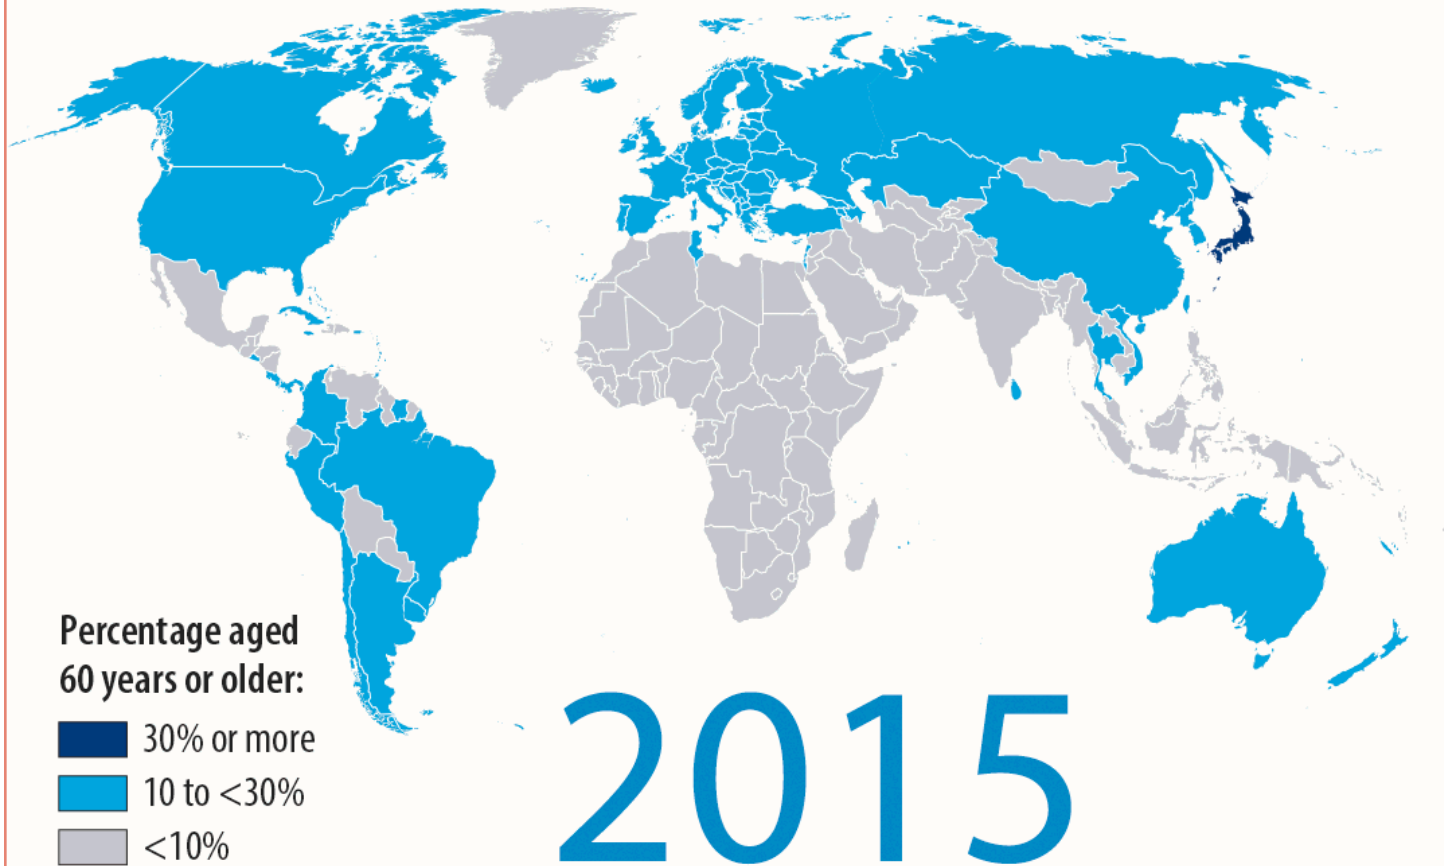 Percentage aged
60 years or older:
30% or more
10 to <30%
<10%
2015